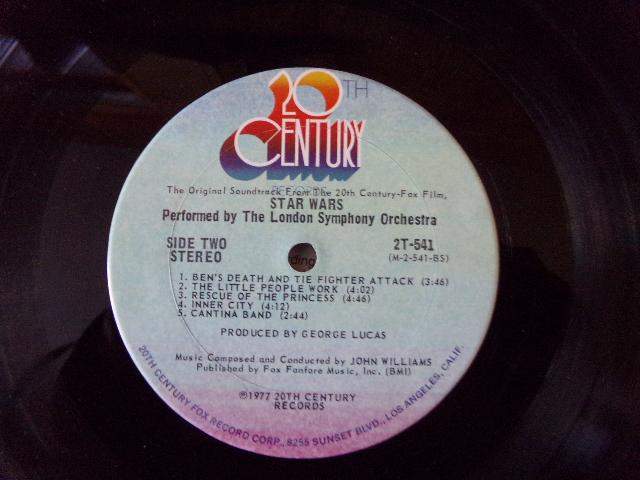 20TH
CENTURY
RECORDS
The Original Soundtrack From The 20th Century-Fox Film,
STAR WARS
Performed by The London Symphony Orchestra
SIDE TWO
STEREO
2T-541
(M-2-541-BS)
ding
1. BEN'S DEATH AND TIE FIGHTER ATTACK (3:46)
2. THE LITTLE PEOPLE WORK (4:02)
3. RESCUE OF THE PRINCESS (4:46)
4. INNER CITY (4:12)
5. CANTINA BAND (2:44)
PRODUCED BY GEORGE LUCAS
Music Composed and Conducted by JOHN WILLIAMS
Published by Fox Fanfare Music, Inc. (BMI)
℗1977 20TH CENTURY
RECORDS
20TH CENTURY FOX RECORD CORP., 8255 SUNSET BLVD., LOS ANGELES, CALIF.